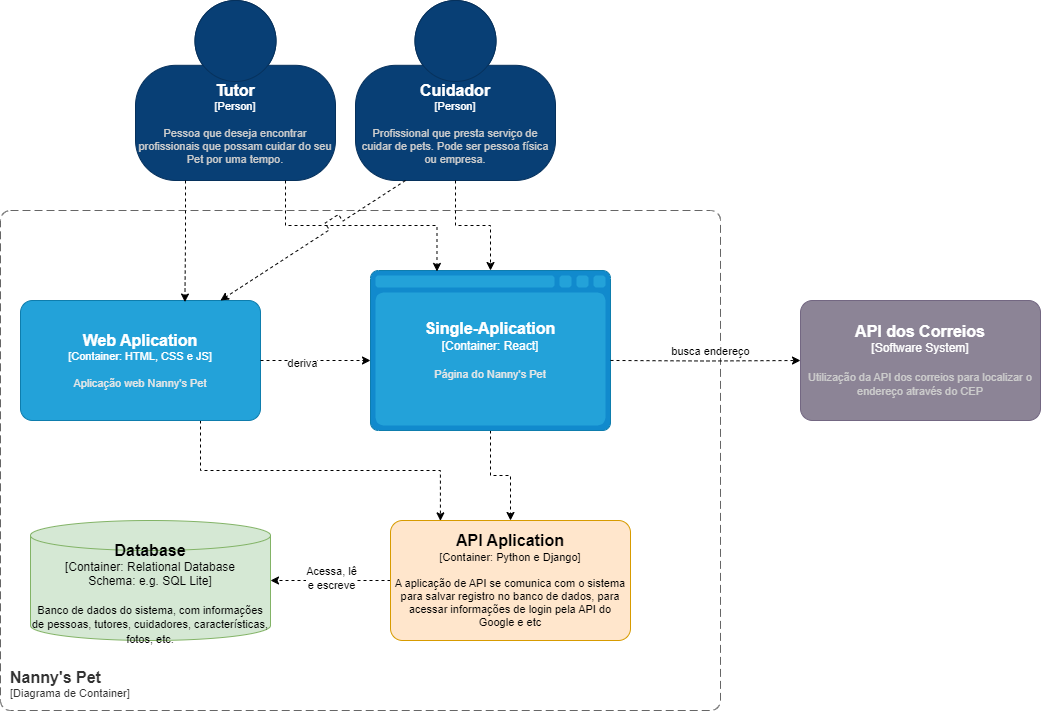 Tutor
[Person]
Pessoa que deseja encontrar
profissionais que possam cuidar do seu
Pet por uma tempo.
Cuidador
[Person]
Profissional que presta serviço de
cuidar de pets. Pode ser pessoa física
ou empresa.
Web Aplication
[Container: HTML, CSS e JS]
Aplicação web Nanny's Pet
deriva
Single-Aplication
[Container: React]
Página do Nanny's Pet
busca endereço
API dos Correios
[Software System]
Utilização da API dos correios para localizar o
endereço através do CEP
Database
[Container: Relational Database
Schema: e.g. SQL Lite]
Banco de dados do sistema, com informações
de pessoas, tutores, cuidadores, características,
fotos, etc.
Acessa, lê
e escreve
API Aplication
[Container: Python e Django]
A aplicação de API se comunica com o sistema
para salvar registro no banco de dados, para
acessar informações de login pela API do
Google e etc
Nanny's Pet
[Diagrama de Container]